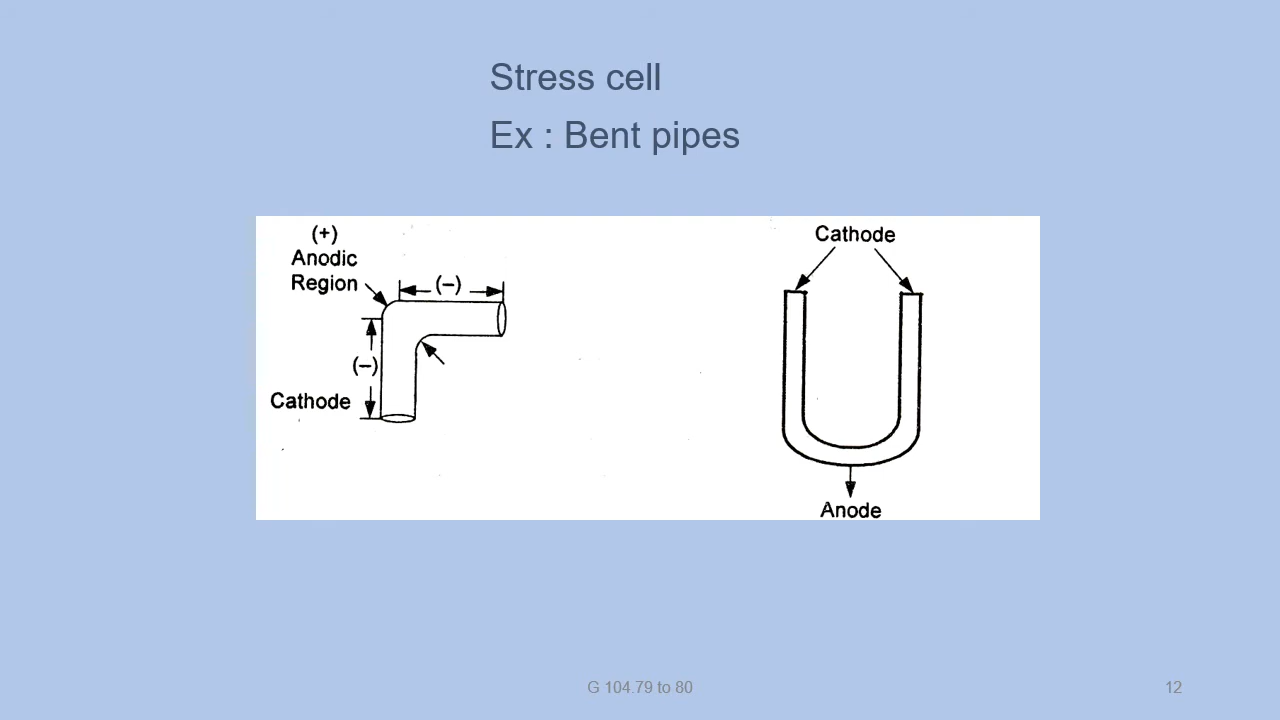 Stress cell
Ex : Bent pipes
(+)
Anodic
Region
(–)
(–)
Cathode
Cathode
Anode
G 104.79 to 80
12